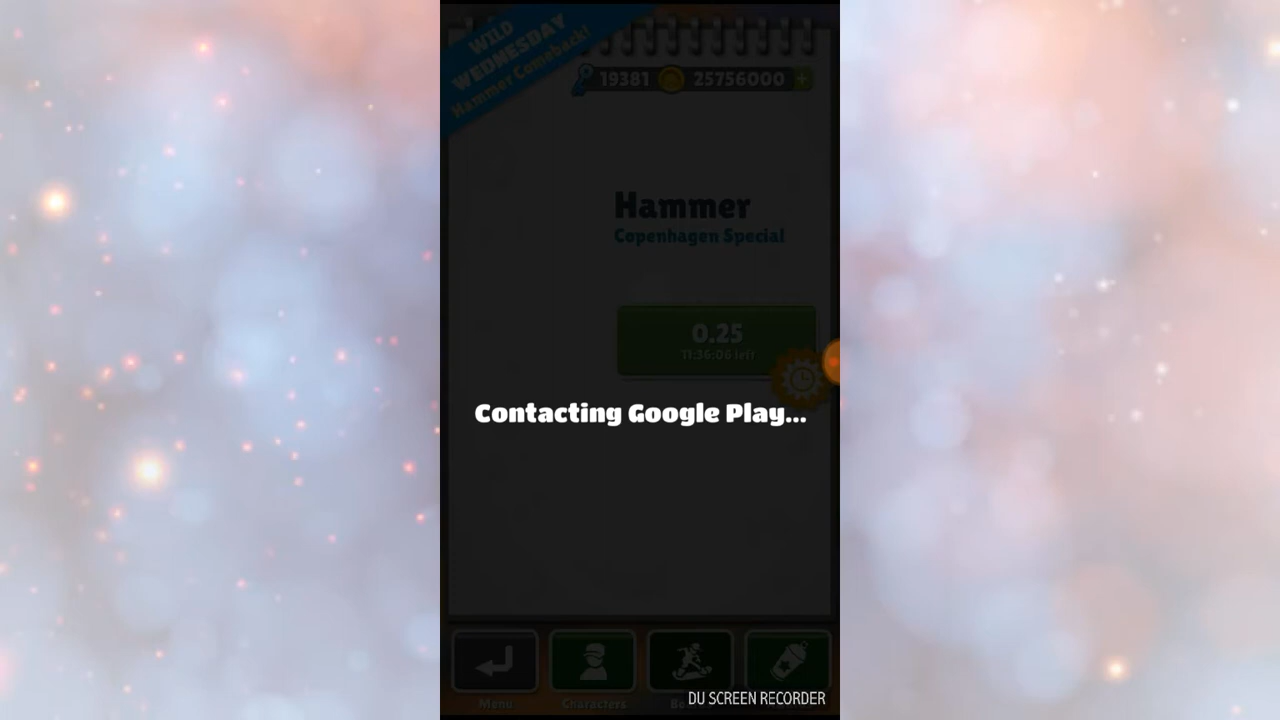 WILD
WEDNESDAY
Hammer Comeback!
19381 25756000 +
Hammer
Copenhagen Special
0.25
11:36:06 left
Contacting Google Play...
Menu
Characters
DU SCREEN RECORDER